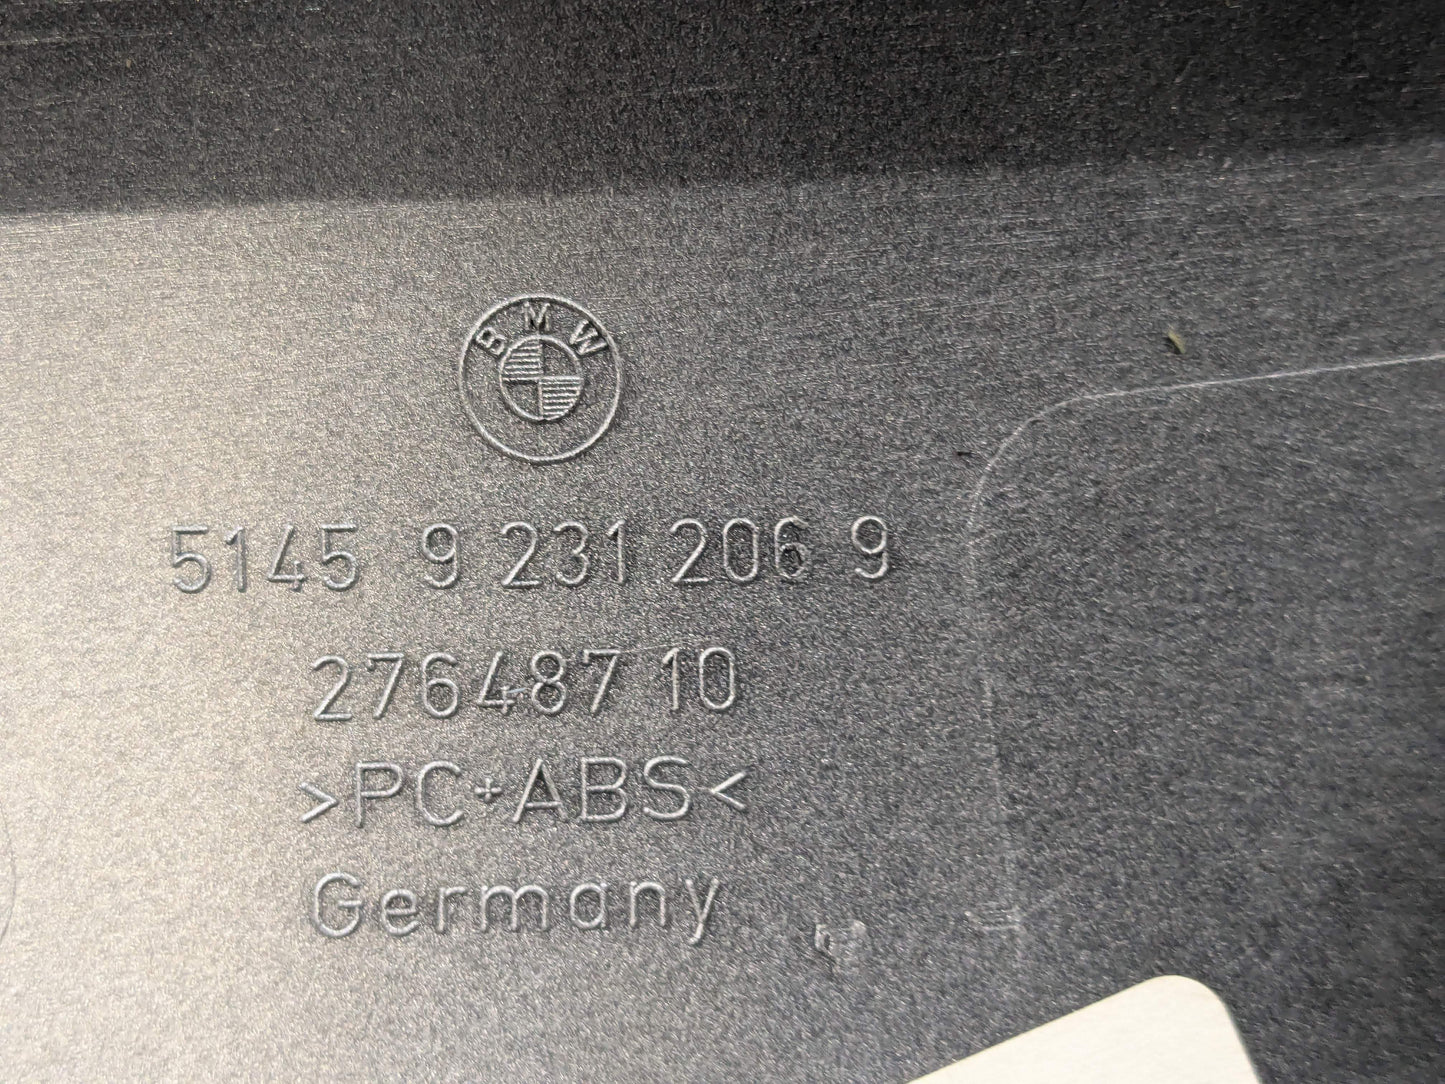 BMW
5145 9 231 206 9
276487 10
>PC+ABS<
Germany